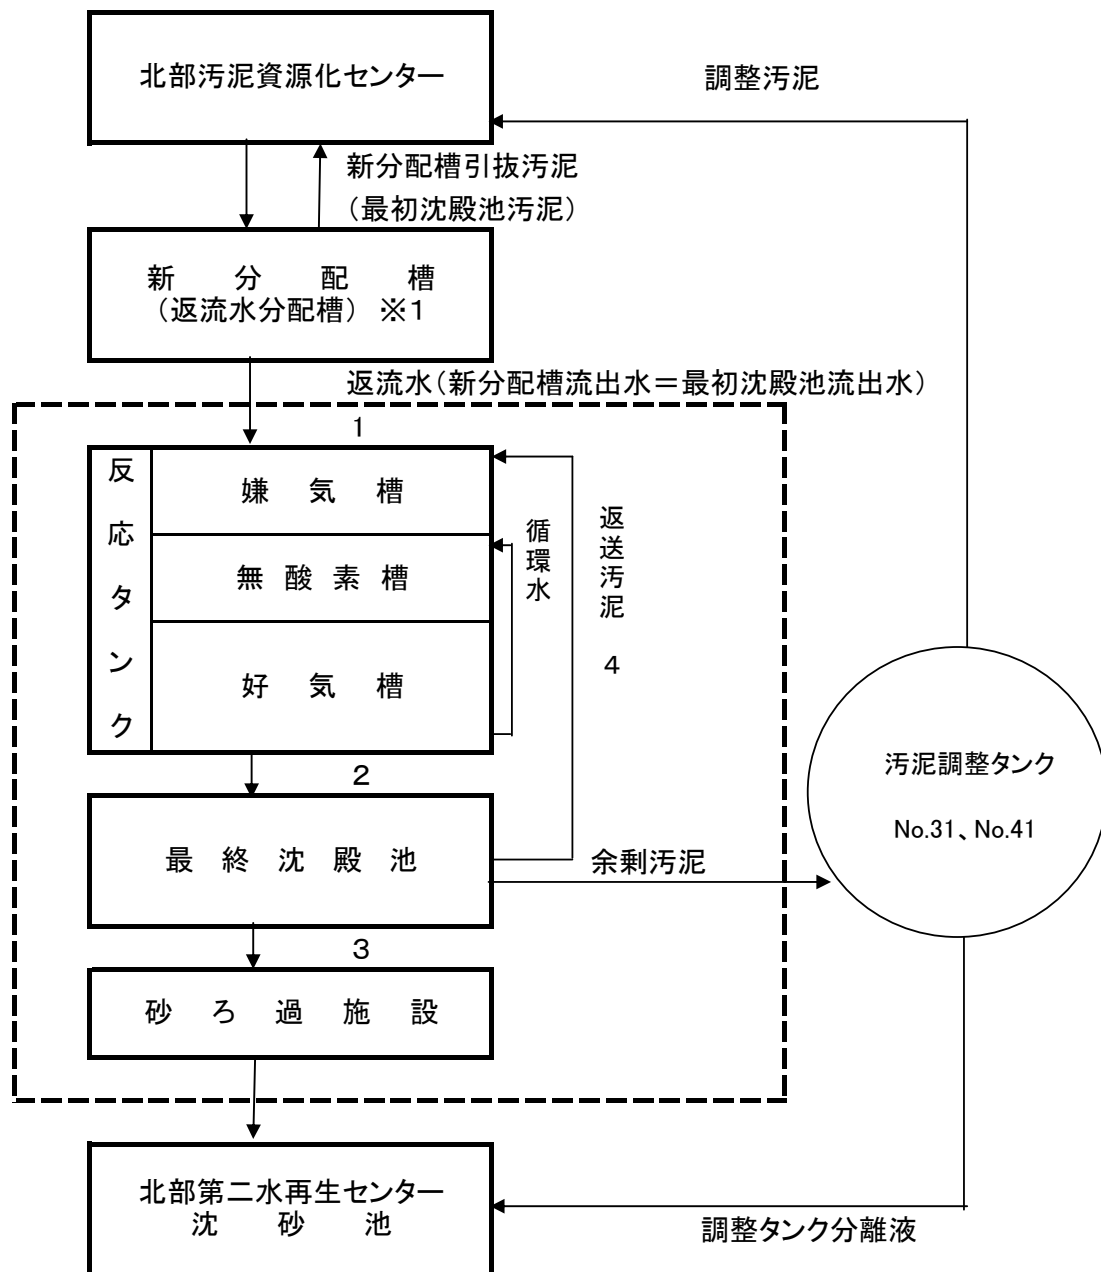 北部汚泥資源化センター
調整汚泥
新分配槽引抜汚泥
（最初沈殿池汚泥）
新分配槽
（返流水分配槽）※１
返流水（新分配槽流出水＝最初沈殿池流出水）
1
反応タンク
嫌気槽
無酸素槽
好気槽
循環水
返送汚泥 4
2
汚泥調整タンク
No.31、No.41
最終沈殿池
余剰汚泥
3
砂ろ過施設
北部第二水再生センター
沈砂池
調整タンク分離液